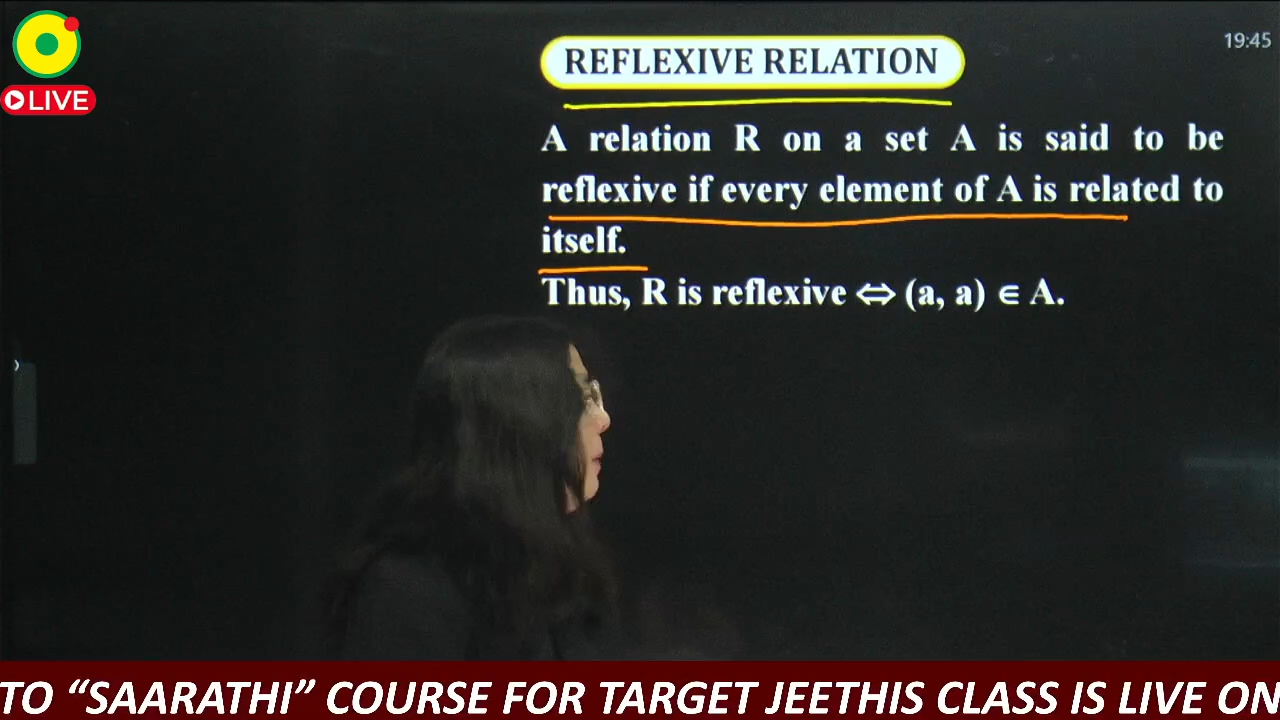 LIVE
19:45
REFLEXIVE RELATION
A relation R on a set A is said to be
reflexive if every element of A is related to
itself.
Thus, R is reflexive ⇔ (a, a) ∈ A.
TO “SAARATHI” COURSE FOR TARGET JEETHIS CLASS IS LIVE ON